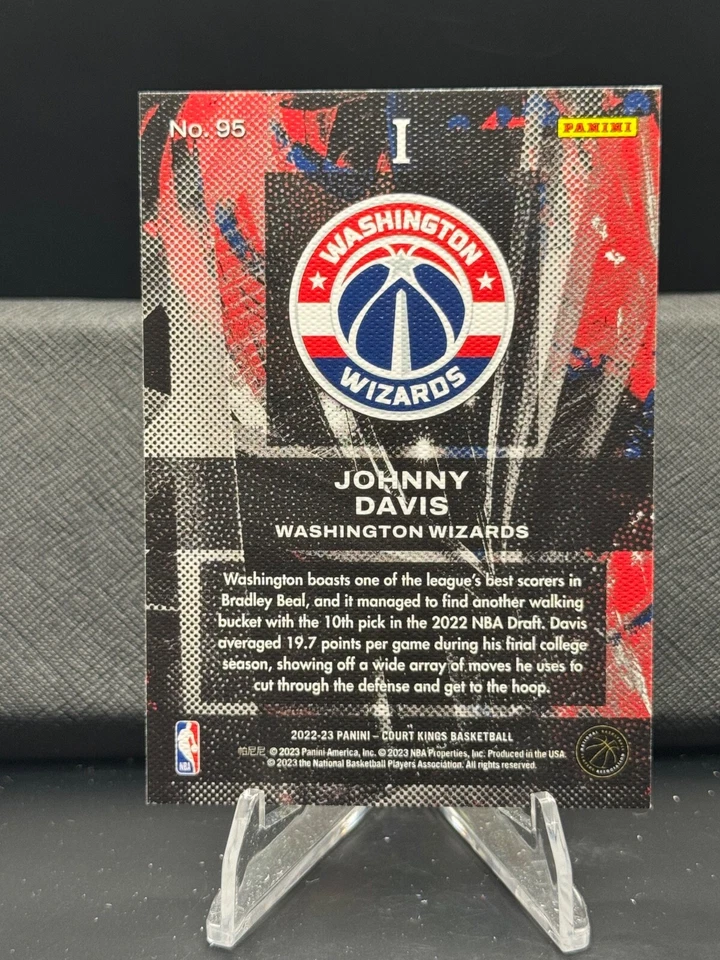 No. 95
I
PANINI
WASHINGTON
WIZARDS
JOHNNY
DAVIS
WASHINGTON WIZARDS
Washington boasts one of the league's best scorers in
Bradley Beal, and it managed to find another walking
bucket with the 10th pick in the 2022 NBA Draft. Davis
averaged 19.7 points per game during his final college
season, showing off a wide array of moves he uses to
cut through the defense and get to the hoop.
2022-23 PANINI – COURT KINGS BASKETBALL
帕尼尼 © 2023 Panini America, Inc. © 2023 NBA Properties, Inc. Produced in the USA.
© 2023 the National Basketball Players Association. All rights reserved.
NBA